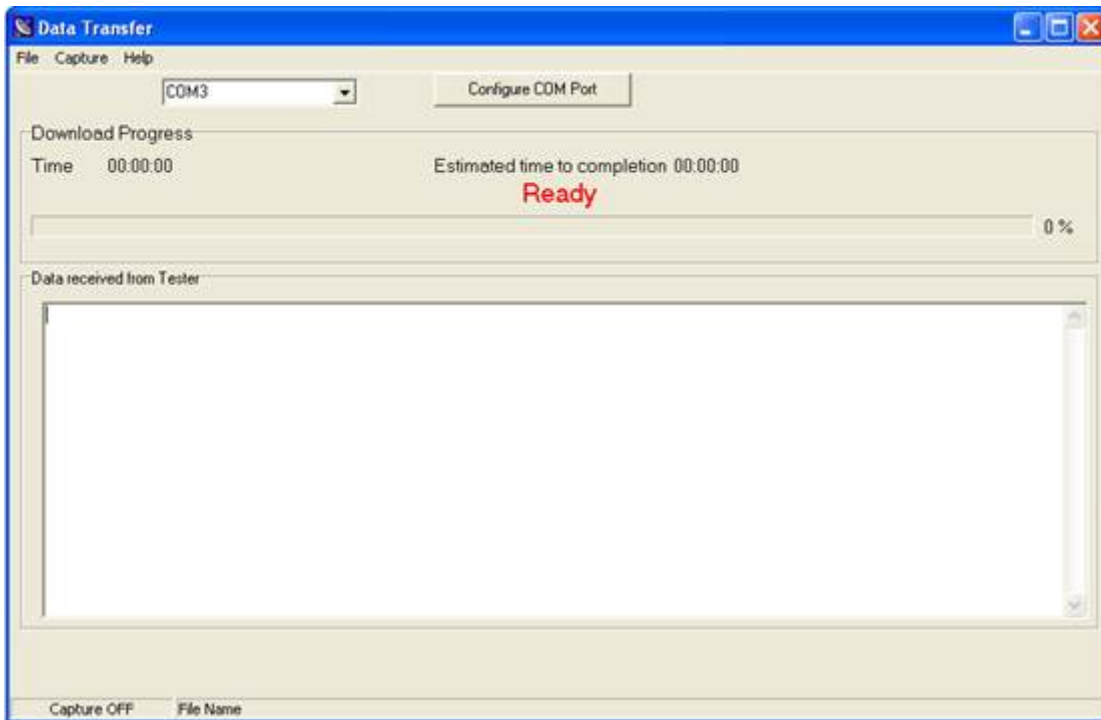 Data Transfer
File Capture Help
COM3 Configure COM Port
Download Progress
Time 00:00:00 Estimated time to completion 00:00:00
Ready
0 %
Data received from Tester
Capture OFF File Name